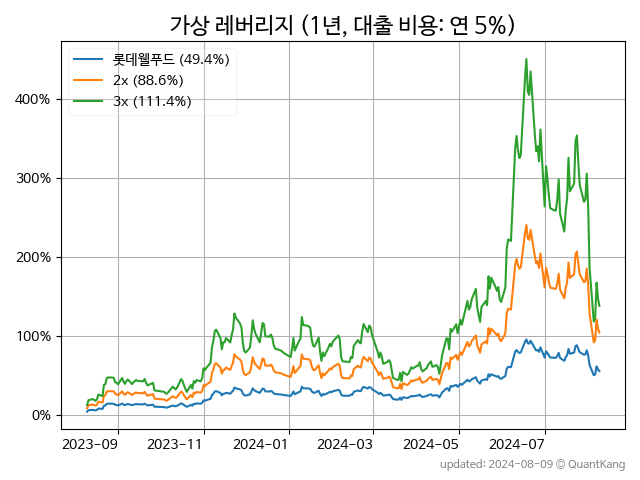 가상 레버리지 (1년, 대출 비용: 연 5%)
롯데웰푸드 (49.4%)
2x (88.6%)
3x (111.4%)
400%
300%
200%
100%
0%
2023-09 2023-11 2024-01 2024-03 2024-05 2024-07
updated: 2024-08-09 © QuantKang